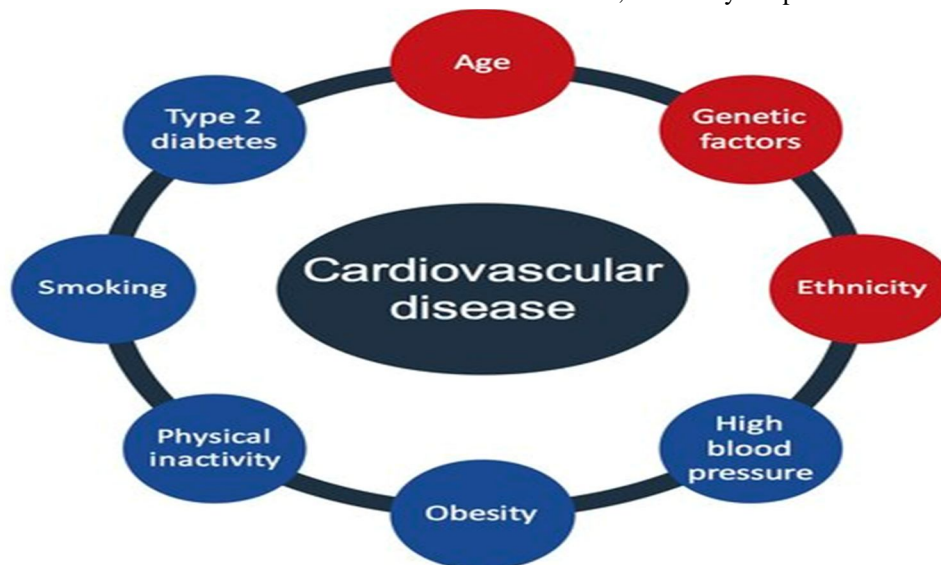 Age
Genetic
factors
Ethnicity
High
blood
pressure
Obesity
Physical
inactivity
Smoking
Type 2
diabetes
Cardiovascular
disease